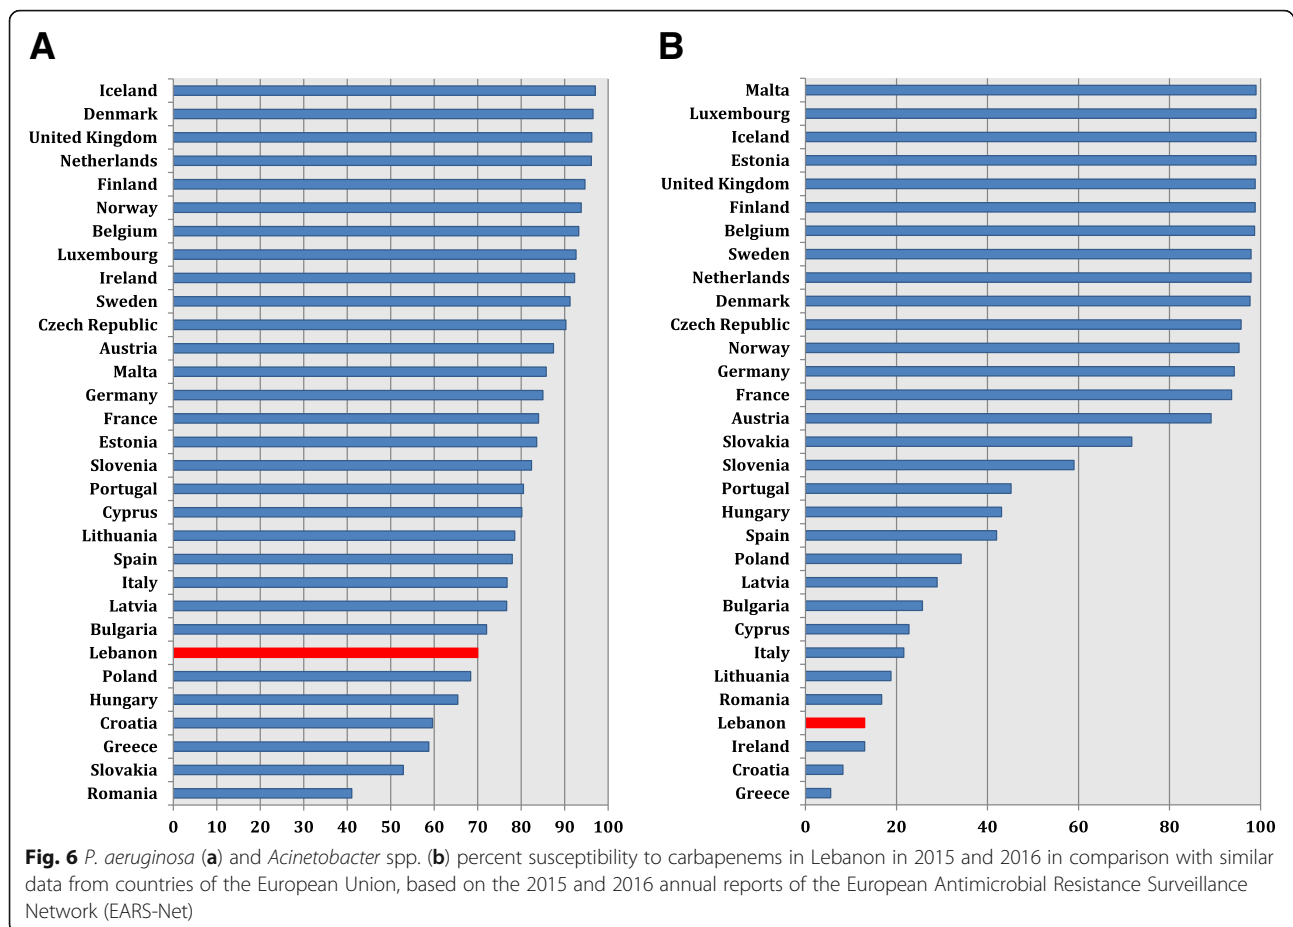 A
Iceland
Denmark
United Kingdom
Netherlands
Finland
Norway
Belgium
Luxembourg
Ireland
Sweden
Czech Republic
Austria
Malta
Germany
France
Estonia
Slovenia
Portugal
Cyprus
Lithuania
Spain
Italy
Latvia
Bulgaria
Lebanon
Poland
Hungary
Croatia
Greece
Slovakia
Romania
0 10 20 30 40 50 60 70 80 90 100
B
Malta
Luxembourg
Iceland
Estonia
United Kingdom
Finland
Belgium
Sweden
Netherlands
Denmark
Czech Republic
Norway
Germany
France
Austria
Slovakia
Slovenia
Portugal
Hungary
Spain
Poland
Latvia
Bulgaria
Cyprus
Italy
Lithuania
Romania
Lebanon
Ireland
Croatia
Greece
0 20 40 60 80 100
Fig. 6 P. aeruginosa (a) and Acinetobacter spp. (b) percent susceptibility to carbapenems in Lebanon in 2015 and 2016 in comparison with similar
data from countries of the European Union, based on the 2015 and 2016 annual reports of the European Antimicrobial Resistance Surveillance
Network (EARS-Net)